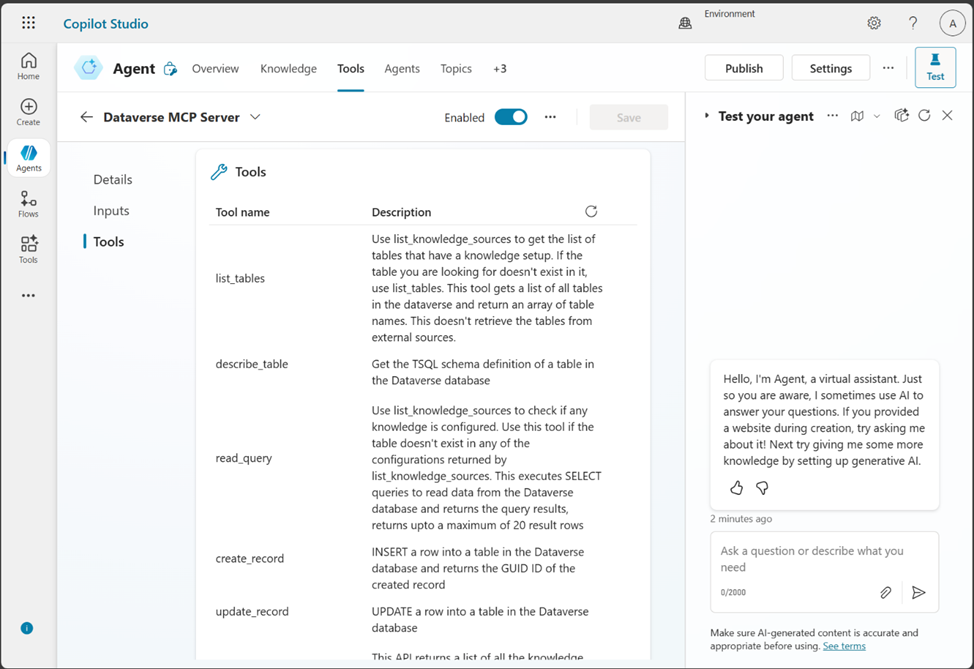 Copilot Studio
Environment
A
Home
Create
Agents
Flows
Tools
Agent
Overview
Knowledge
Tools
Agents
Topics
+3
Publish
Settings
Test
Dataverse MCP Server
Enabled
Save
Details
Inputs
Tools
Tools
Tool name
Description
list_tables
Use list_knowledge_sources to get the list of
tables that have a knowledge setup. If the
table you are looking for doesn't exist in it,
use list_tables. This tool gets a list of all tables
in the dataverse and return an array of table
names. This doesn't retrieve the tables from
external sources.
describe_table
Get the TSQL schema definition of a table in
the Dataverse database
read_query
Use list_knowledge_sources to check if any
knowledge is configured. Use this tool if the
table doesn't exist in any of the
configurations returned by
list_knowledge_sources. This executes SELECT
queries to read data from the Dataverse
database and returns the query results,
returns upto a maximum of 20 result rows
create_record
INSERT a row into a table in the Dataverse
database and returns the GUID ID of the
created record
update_record
UPDATE a row into a table in the Dataverse
database
This API returns a list of all the knowledge
Test your agent
Hello, I'm Agent, a virtual assistant. Just
so you are aware, I sometimes use AI to
answer your questions. If you provided
a website during creation, try asking me
about it! Next try giving me some more
knowledge by setting up generative AI.
2 minutes ago
Ask a question or describe what you
need
0/2000
Make sure AI-generated content is accurate and
appropriate before using. See terms